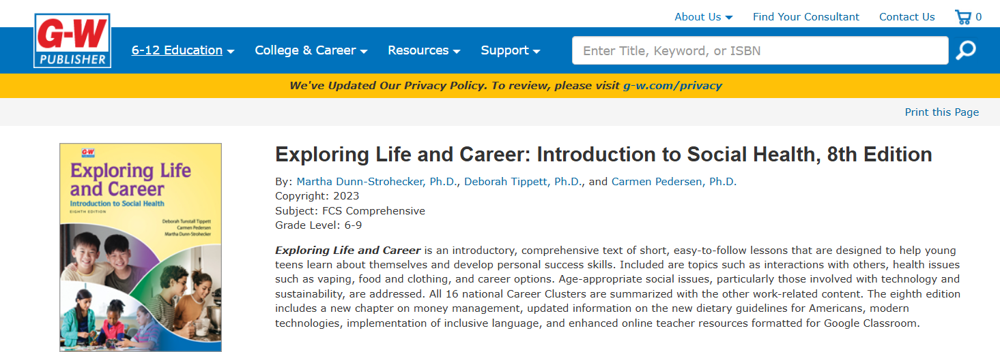 About Us
Find Your Consultant
Contact Us
0
G-W
PUBLISHER
6-12 Education
College & Career
Resources
Support
Enter Title, Keyword, or ISBN
We've Updated Our Privacy Policy. To review, please visit g-w.com/privacy
Print this Page
G-W
Exploring Life
and Career
Introduction to Social Health
EIGHTH EDITION
Deborah Tunstall Tippett
Carmen Pedersen
Martha Dunn-Strohecker
Exploring Life and Career: Introduction to Social Health, 8th Edition
By: Martha Dunn-Strohecker, Ph.D., Deborah Tippett, Ph.D., and Carmen Pedersen, Ph.D.
Copyright: 2023
Subject: FCS Comprehensive
Grade Level: 6-9
Exploring Life and Career is an introductory, comprehensive text of short, easy-to-follow lessons that are designed to help young
teens learn about themselves and develop personal success skills. Included are topics such as interactions with others, health issues
such as vaping, food and clothing, and career options. Age-appropriate social issues, particularly those involved with technology and
sustainability, are addressed. All 16 national Career Clusters are summarized with the other work-related content. The eighth edition
includes a new chapter on money management, updated information on the new dietary guidelines for Americans, modern
technologies, implementation of inclusive language, and enhanced online teacher resources formatted for Google Classroom.